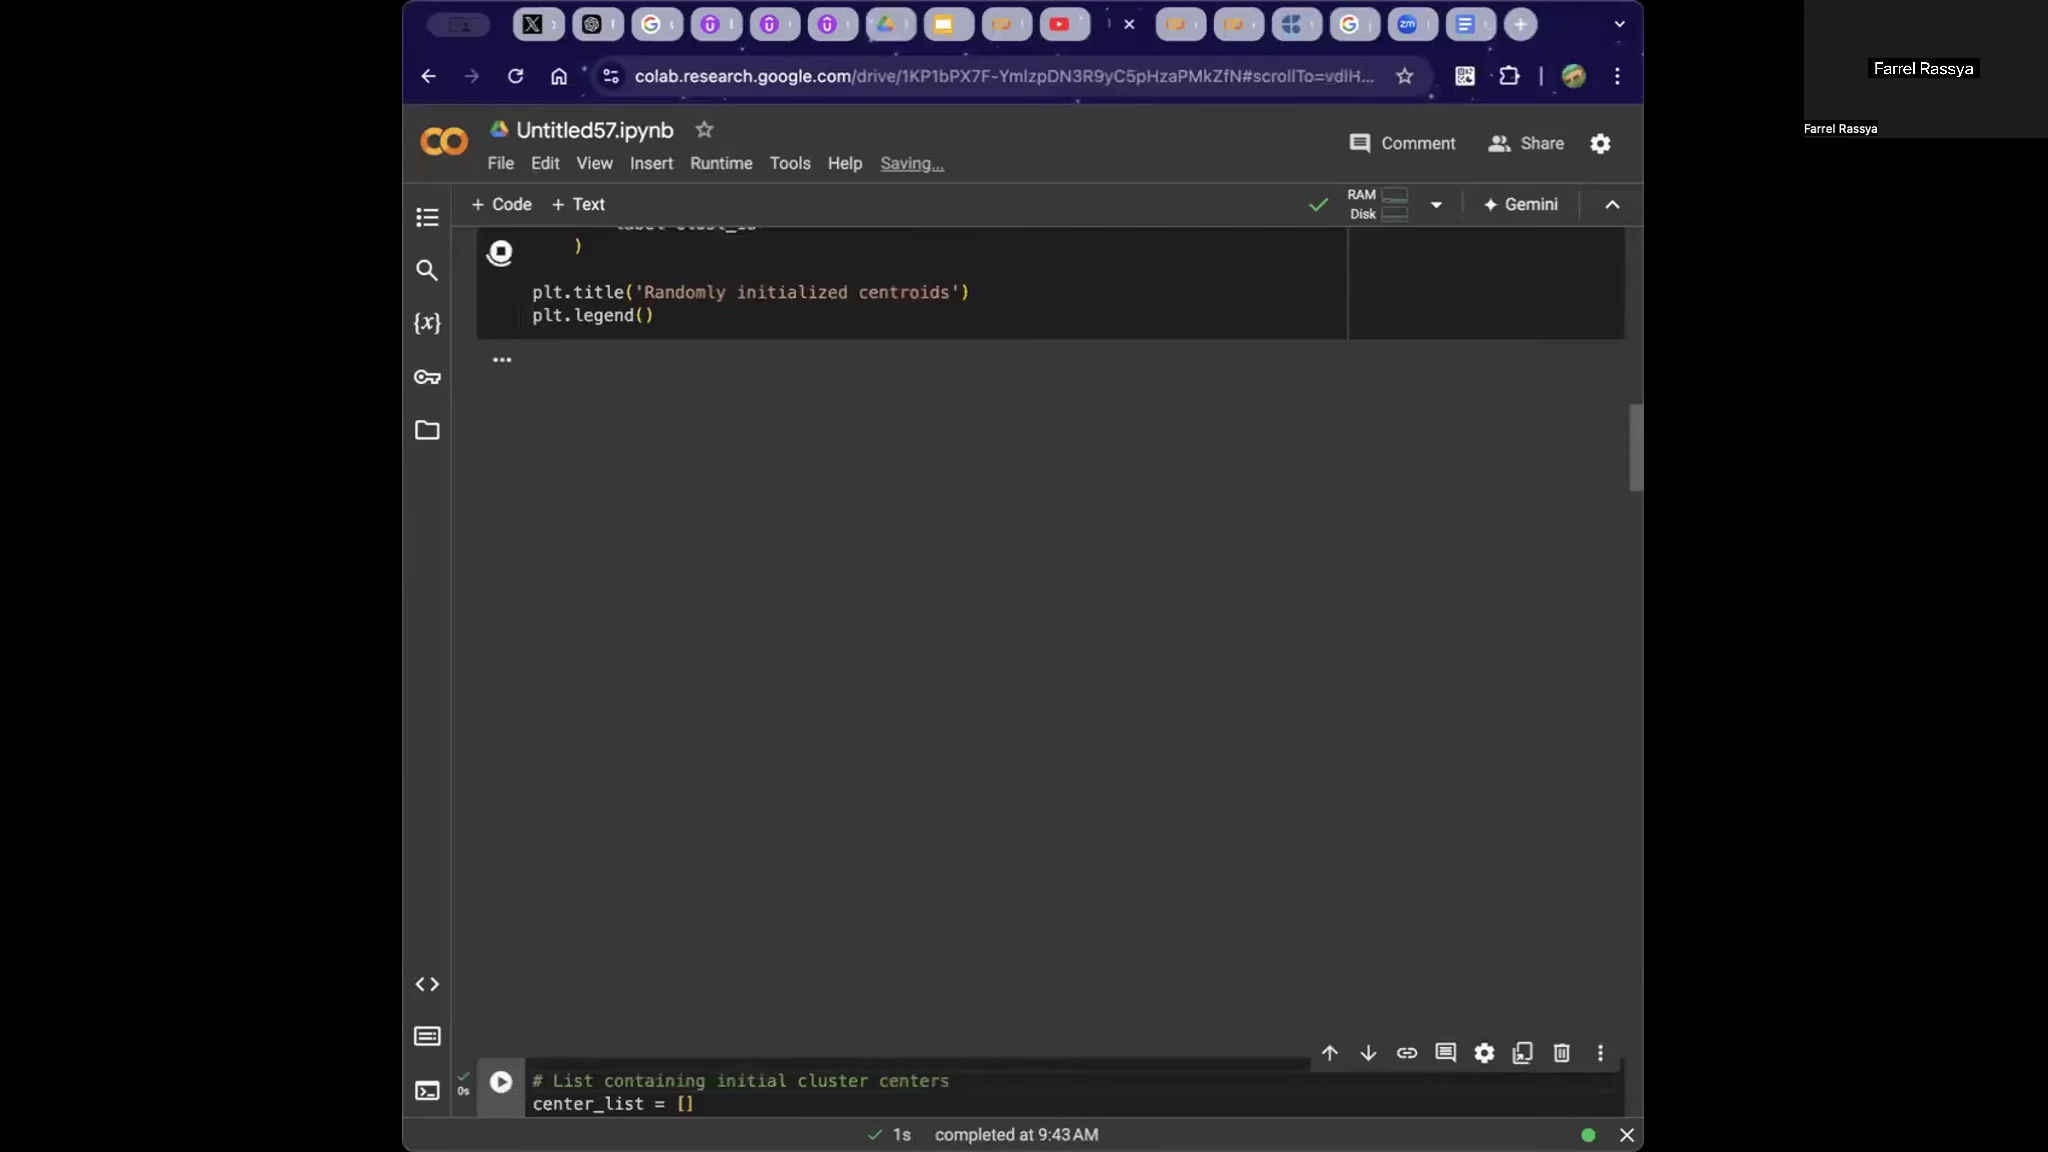 colab.research.google.com/drive/1KP1bPX7F-YmIzpDN3R9yC5pHzaPMkZfN#scrollTo=vdlH...
Farrel Rassya
Farrel Rassya
Untitled57.ipynb
File Edit View Insert Runtime Tools Help Saving...
Comment
Share
+ Code + Text
RAM
Disk
Gemini
)
plt.title('Randomly initialized centroids')
plt.legend()
...
0s
# List containing initial cluster centers
center_list = []
1s completed at 9:43 AM